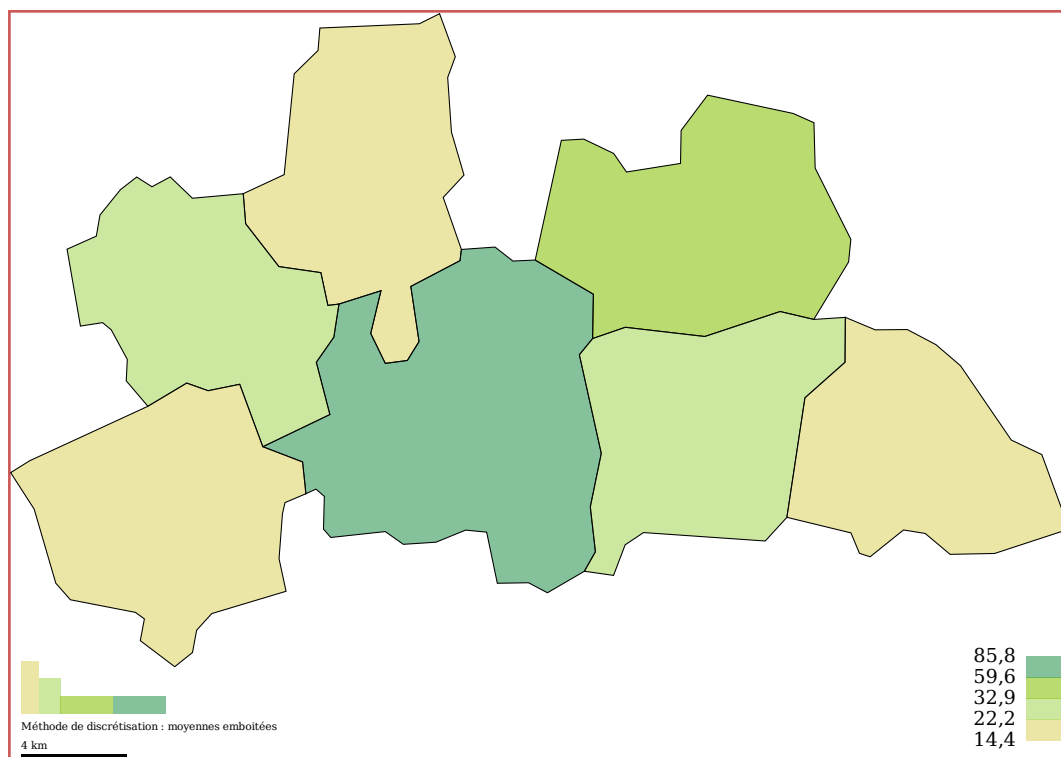 85,8
59,6
32,9
22,2
14,4
Méthode de discrétisation : moyennes emboitées
4 km